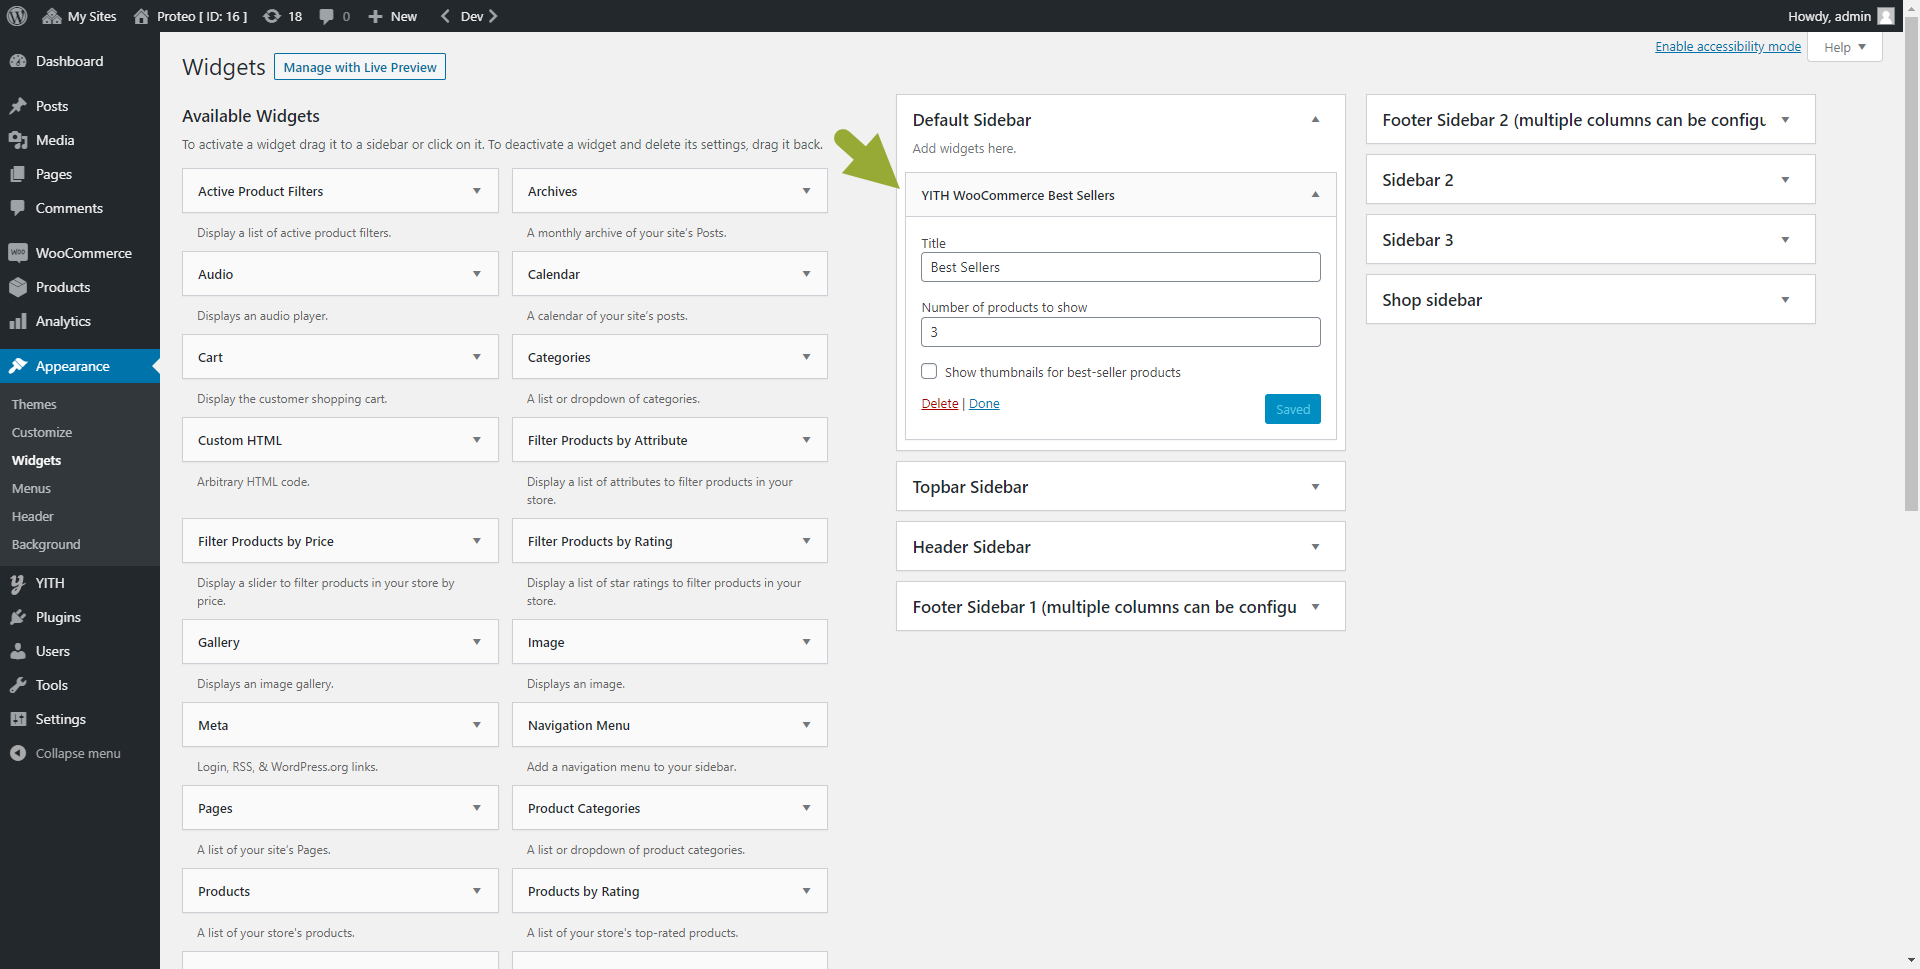 My Sites
Proteo [ ID: 16 ]
18
0
New
Dev
Howdy, admin
Dashboard
Posts
Media
Pages
Comments
WOO
WooCommerce
Products
Analytics
Appearance
Themes
Customize
Widgets
Menus
Header
Background
YITH
Plugins
Users
Tools
Settings
Collapse menu
Enable accessibility mode
Help
Widgets
Manage with Live Preview
Available Widgets
To activate a widget drag it to a sidebar or click on it. To deactivate a widget and delete its settings, drag it back.
Active Product Filters
Display a list of active product filters.
Archives
A monthly archive of your site's Posts.
Audio
Displays an audio player.
Calendar
A calendar of your site's posts.
Cart
Display the customer shopping cart.
Categories
A list or dropdown of categories.
Custom HTML
Arbitrary HTML code.
Filter Products by Attribute
Display a list of attributes to filter products in your
store.
Filter Products by Price
Display a slider to filter products in your store by
price.
Filter Products by Rating
Display a list of star ratings to filter products in your
store.
Gallery
Displays an image gallery.
Image
Displays an image.
Meta
Login, RSS, & WordPress.org links.
Navigation Menu
Add a navigation menu to your sidebar.
Pages
A list of your site's Pages.
Product Categories
A list or dropdown of product categories.
Products
A list of your store's products.
Products by Rating
A list of your store's top-rated products.
Default Sidebar
Add widgets here.
YITH WooCommerce Best Sellers
Title
Best Sellers
Number of products to show
3
Show thumbnails for best-seller products
Delete | Done
Saved
Topbar Sidebar
Header Sidebar
Footer Sidebar 1 (multiple columns can be configu
Footer Sidebar 2 (multiple columns can be configu
Sidebar 2
Sidebar 3
Shop sidebar